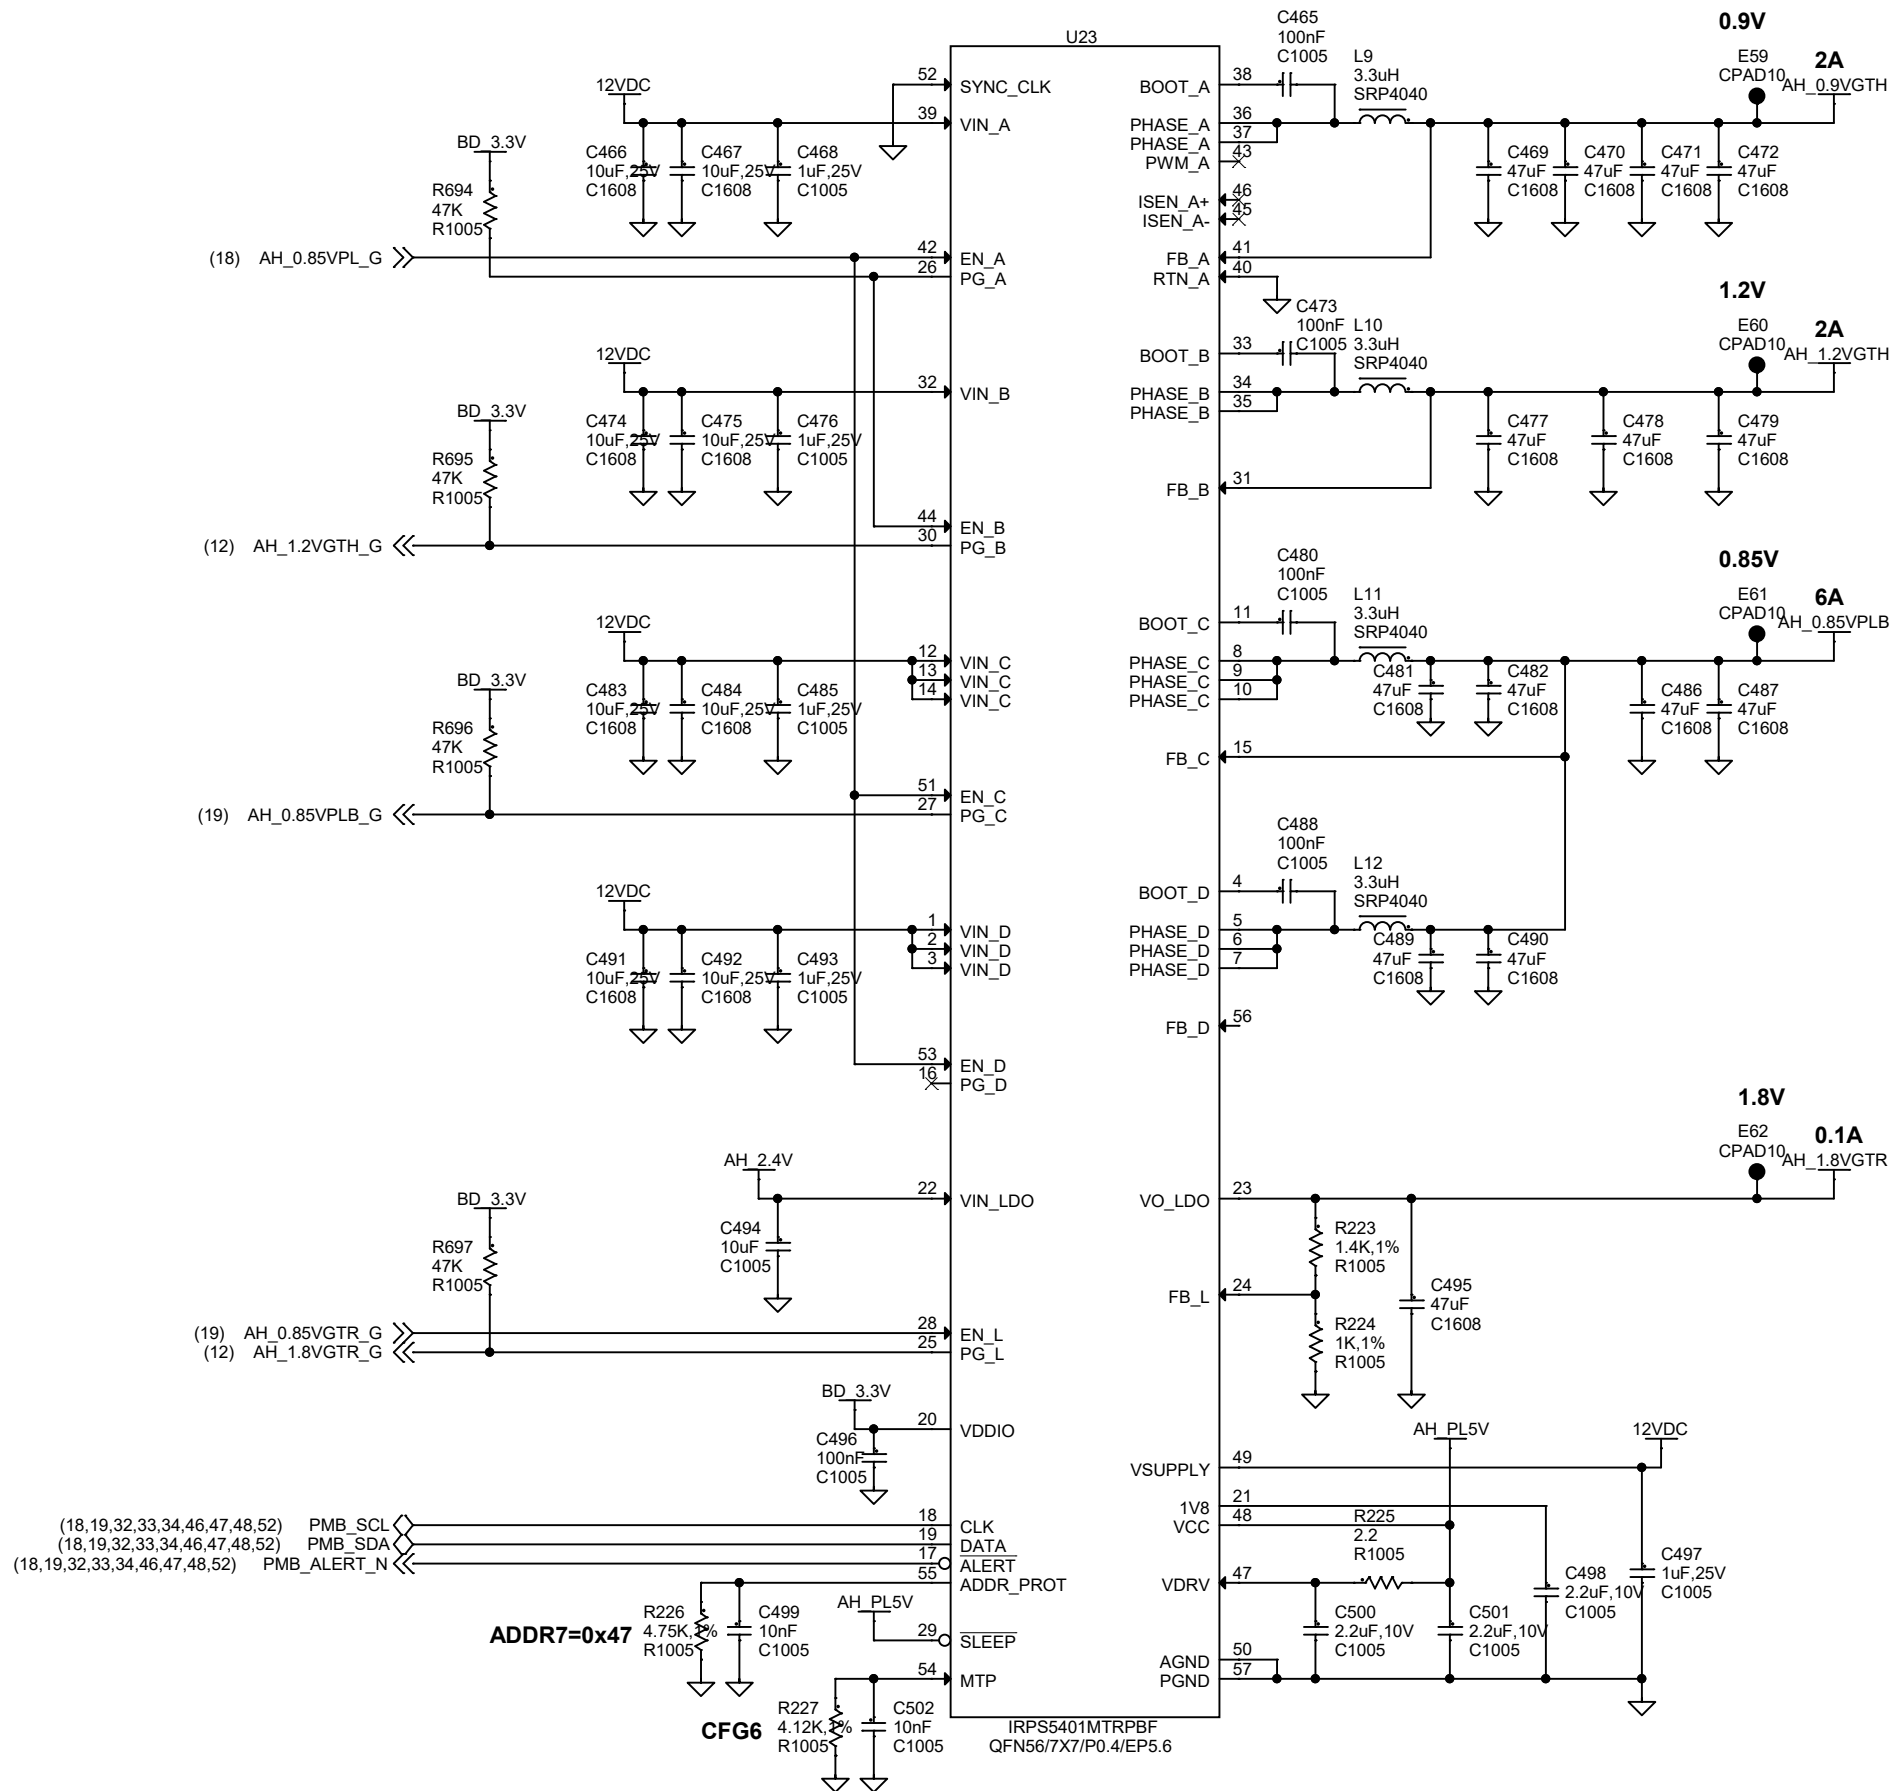 U23
IRPS5401MTRPBF
QFN56/7X7/P0.4/EP5.6
52 SYNC_CLK
12VDC
39 VIN_A
C466
10uF,25V
C1608
C467
10uF,25V
C1608
C468
1uF,25V
C1005
BD_3.3V
R694
47K
R1005
(18) AH_0.85VPL_G
42 EN_A
26 PG_A
12VDC
32 VIN_B
C474
10uF,25V
C1608
C475
10uF,25V
C1608
C476
1uF,25V
C1005
BD_3.3V
R695
47K
R1005
44 EN_B
(12) AH_1.2VGTH_G
30 PG_B
12VDC
12 VIN_C
13 VIN_C
14 VIN_C
C483
10uF,25V
C1608
C484
10uF,25V
C1608
C485
1uF,25V
C1005
BD_3.3V
R696
47K
R1005
51 EN_C
(19) AH_0.85VPLB_G
27 PG_C
12VDC
1 VIN_D
2 VIN_D
3 VIN_D
C491
10uF,25V
C1608
C492
10uF,25V
C1608
C493
1uF,25V
C1005
53 EN_D
16 PG_D
AH_2.4V
22 VIN_LDO
C494
10uF
C1005
BD_3.3V
R697
47K
R1005
(19) AH_0.85VGTR_G
28 EN_L
(12) AH_1.8VGTR_G
25 PG_L
BD_3.3V
20 VDDIO
C496
100nF
C1005
(18,19,32,33,34,46,47,48,52) PMB_SCL
18 CLK
(18,19,32,33,34,46,47,48,52) PMB_SDA
19 DATA
(18,19,32,33,34,46,47,48,52) PMB_ALERT_N
17 ALERT
55 ADDR_PROT
ADDR7=0x47
R226
4.75K,1%
R1005
C499
10nF
C1005
AH_PL5V
29 SLEEP
54 MTP
CFG6
R227
4.12K,1%
R1005
C502
10nF
C1005
BOOT_A 38
C465
100nF
C1005
L9
3.3uH
SRP4040
PHASE_A 36
PHASE_A 37
PWM_A 43
ISEN_A+ 46
ISEN_A- 45
FB_A 41
RTN_A 40
C469
47uF
C1608
C470
47uF
C1608
C471
47uF
C1608
C472
47uF
C1608
0.9V
E59
CPAD10
2A
AH_0.9VGTH
BOOT_B 33
C473
100nF
C1005
L10
3.3uH
SRP4040
PHASE_B 34
PHASE_B 35
FB_B 31
C477
47uF
C1608
C478
47uF
C1608
C479
47uF
C1608
1.2V
E60
CPAD10
2A
AH_1.2VGTH
BOOT_C 11
C480
100nF
C1005
L11
3.3uH
SRP4040
PHASE_C 8
PHASE_C 9
PHASE_C 10
FB_C 15
C481
47uF
C1608
C482
47uF
C1608
C486
47uF
C1608
C487
47uF
C1608
0.85V
E61
CPAD10
6A
AH_0.85VPLB
BOOT_D 4
C488
100nF
C1005
L12
3.3uH
SRP4040
PHASE_D 5
PHASE_D 6
PHASE_D 7
FB_D 56
C489
47uF
C1608
C490
47uF
C1608
1.8V
E62
CPAD10
0.1A
AH_1.8VGTR
VO_LDO 23
R223
1.4K,1%
R1005
FB_L 24
R224
1K,1%
R1005
C495
47uF
C1608
AH_PL5V
12VDC
VSUPPLY 49
1V8 21
VCC 48
R225
2.2
R1005
VDRV 47
C500
2.2uF,10V
C1005
C501
2.2uF,10V
C1005
C498
2.2uF,10V
C1005
C497
1uF,25V
C1005
AGND 50
PGND 57